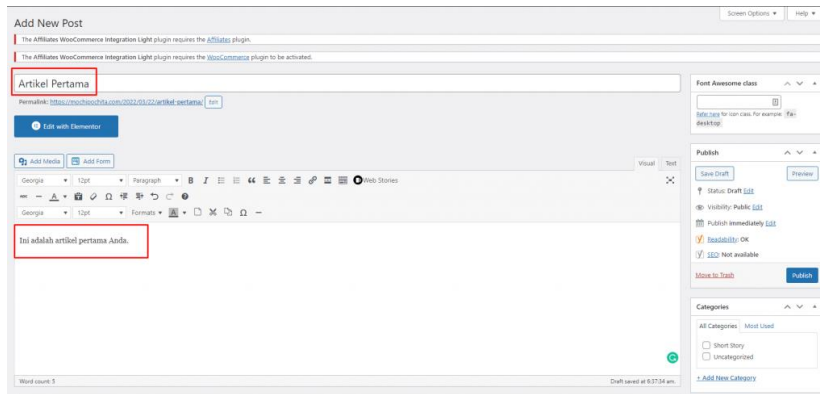 Screen Options ▼ Help ▼
Add New Post
The Affiliates WooCommerce Integration Light plugin requires the Affiliates plugin.
The Affiliates WooCommerce Integration Light plugin requires the WooCommerce plugin to be activated.
Artikel Pertama
Permalink: https://mochioochita.com/2022/03/22/artikel-pertama/ Edit
Edit with Elementor
Add Media Add Form
Visual Text
Georgia 12pt Paragraph B I Web Stories
Georgia 12pt Formats A
Ini adalah artikel pertama Anda.
Word count: 5
Draft saved at 6:37:34 am.
Font Awesome class
Refer here for icon class. For example: fa-desktop
Publish
Save Draft Preview
Status: Draft Edit
Visibility: Public Edit
Publish immediately Edit
Readability: OK
SEO: Not available
Move to Trash Publish
Categories
All Categories Most Used
Short Story
Uncategorized
+ Add New Category